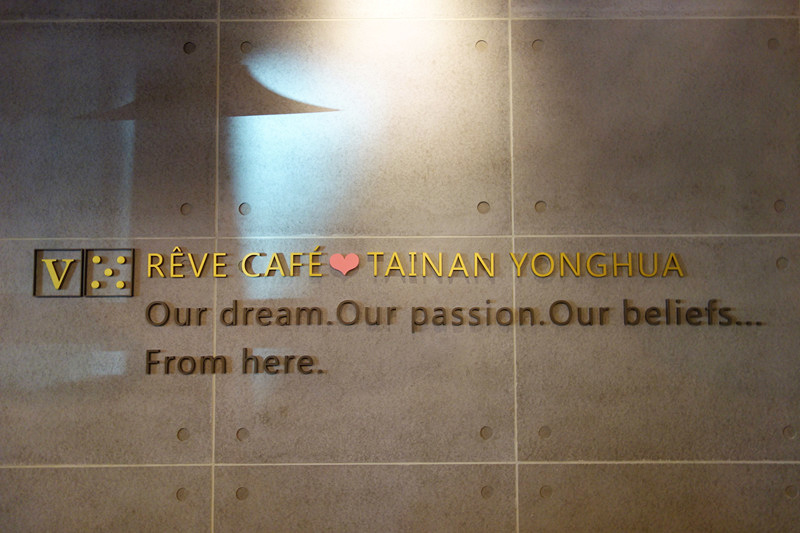 V RÊVE CAFÉ❤TAINAN YONGHUA
Our dream.Our passion.Our beliefs...
From here.